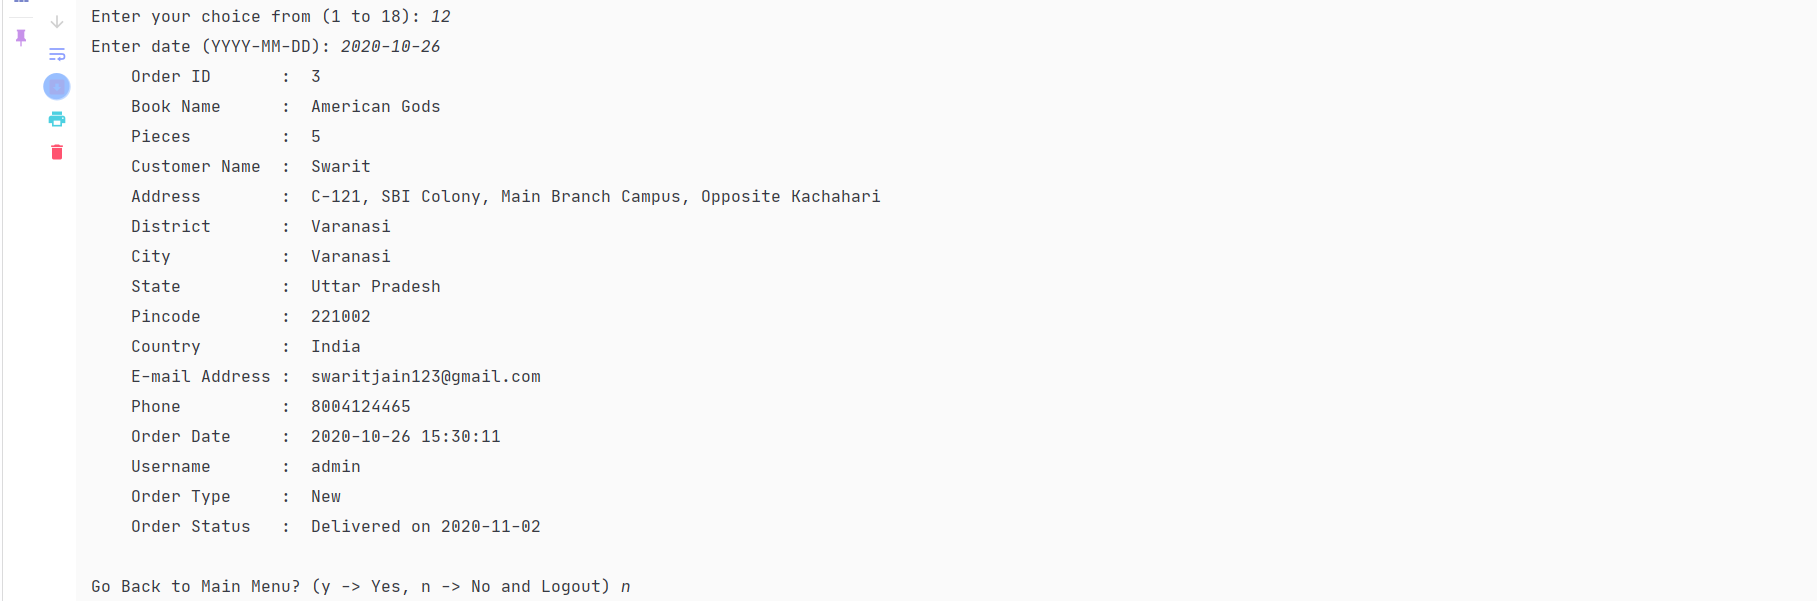 Enter your choice from (1 to 18): 12
Enter date (YYYY-MM-DD): 2020-10-26
Order ID : 3
Book Name : American Gods
Pieces : 5
Customer Name : Swarit
Address : C-121, SBI Colony, Main Branch Campus, Opposite Kachahari
District : Varanasi
City : Varanasi
State : Uttar Pradesh
Pincode : 221002
Country : India
E-mail Address : swaritjain123@gmail.com
Phone : 8004124465
Order Date : 2020-10-26 15:30:11
Username : admin
Order Type : New
Order Status : Delivered on 2020-11-02
Go Back to Main Menu? (y -> Yes, n -> No and Logout) n